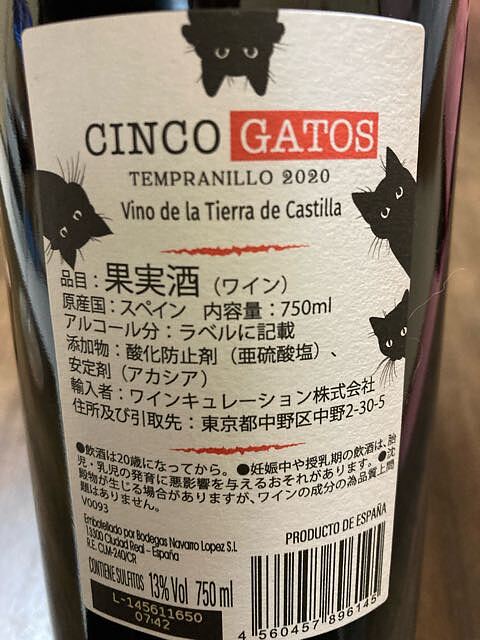 CINCO GATOS
TEMPRANILLO 2020
Vino de la Tierra de Castilla
品目：果実酒（ワイン）
原産国：スペイン　内容量：750ml
アルコール分：ラベルに記載
添加物：酸化防止剤（亜硫酸塩）、
安定剤（アカシア）
輸入者：ワインキュレーション株式会社
住所及び引取先：東京都中野区中野2-30-5
●飲酒は20歳になってから。●妊娠中や授乳期の飲酒は、胎
児・乳児の発育に悪影響を与えるおそれがあります。●沈
殿物が生じる場合がありますが、ワインの成分の為品質上問
題はありません。
V0093
Embotellado por Bodegas Navarro Lopez S.L
13300 Ciudad Real - España
R.E. CLM-240/CR
PRODUCTO DE ESPAÑA
CONTIENE SULFITOS 13% Vol 750 ml
L-145611650
07:42
4 560457 896145